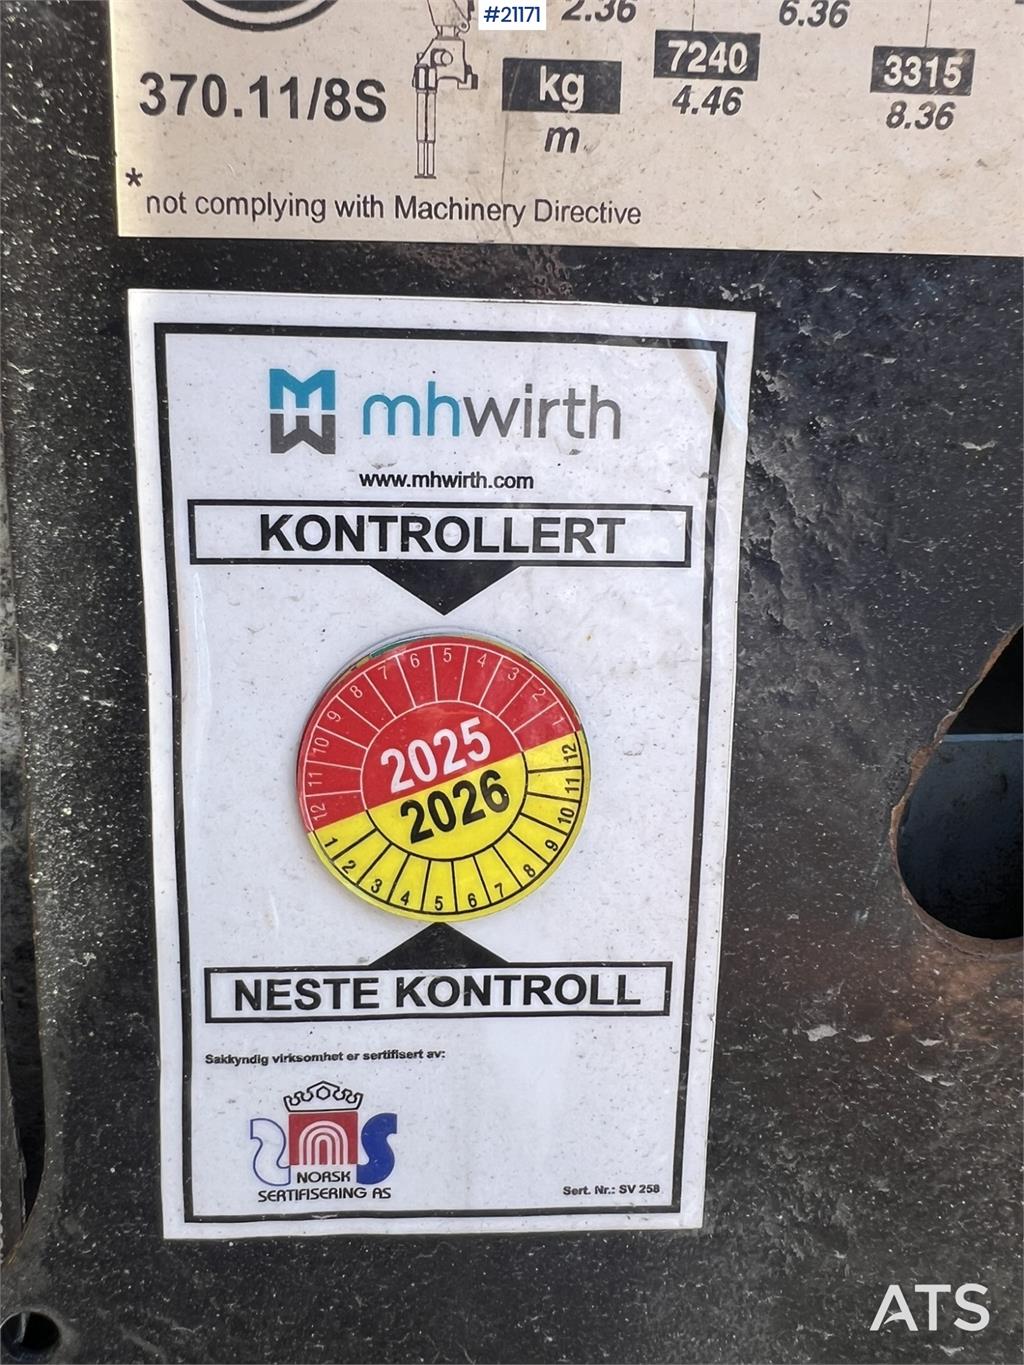 #21171
2.36 6.36
370.11/8S kg 7240 3315
m 4.46 8.36
* not complying with Machinery Directive
mhwirth
www.mhwirth.com
KONTROLLERT
12 11 10 9 8 7 6 5 4 3 2 1
2025
2026
1 2 3 4 5 6 7 8 9 10 11 12
NESTE KONTROLL
Sakkyndig virksomhet er sertifisert av:
NORSK
SERTIFISERING AS
Sert. Nr.: SV 258
ATS